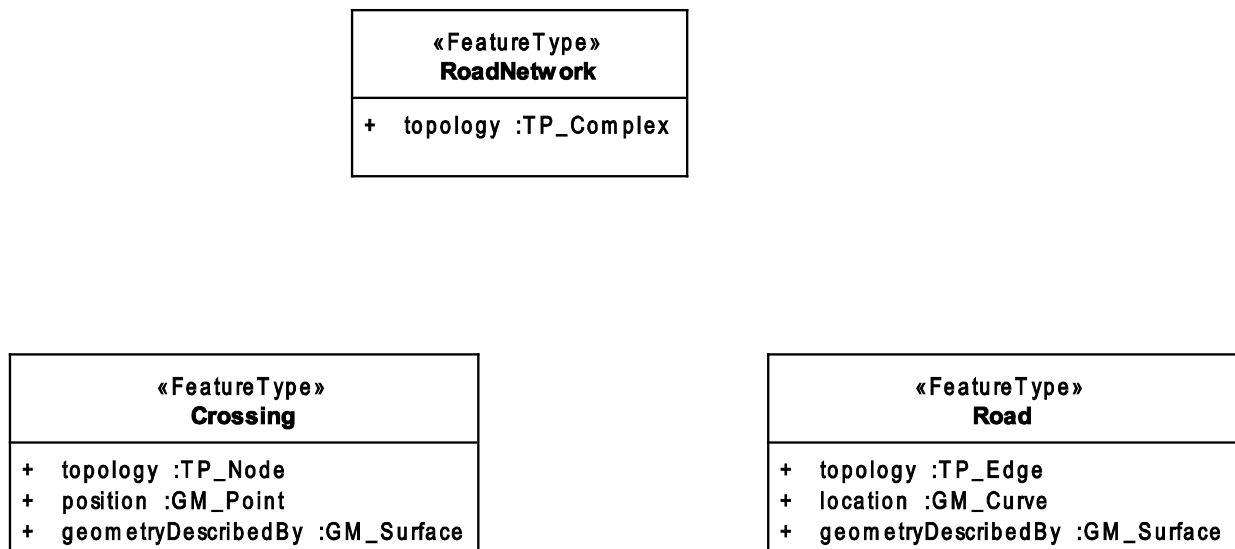 «FeatureType»
RoadNetwork
+ topology :TP_Complex
«FeatureType»
Crossing
+ topology :TP_Node
+ position :GM_Point
+ geometryDescribedBy :GM_Surface
«FeatureType»
Road
+ topology :TP_Edge
+ location :GM_Curve
+ geometryDescribedBy :GM_Surface